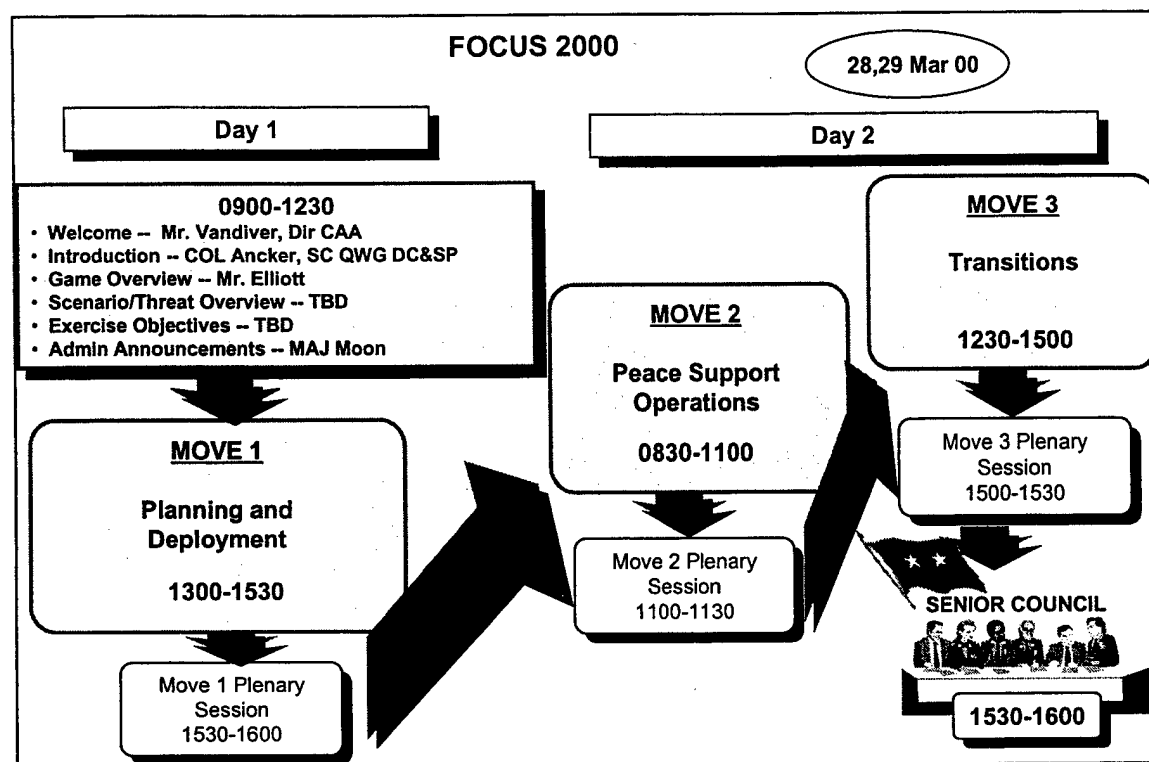 FOCUS 2000
28,29 Mar 00
Day 1
0900-1230
• Welcome -- Mr. Vandiver, Dir CAA
• Introduction -- COL Ancker, SC QWG DC&SP
• Game Overview -- Mr. Elliott
• Scenario/Threat Overview -- TBD
• Exercise Objectives -- TBD
• Admin Announcements -- MAJ Moon
MOVE 1
Planning and
Deployment
1300-1530
Move 1 Plenary
Session
1530-1600
Day 2
MOVE 2
Peace Support
Operations
0830-1100
Move 2 Plenary
Session
1100-1130
MOVE 3
Transitions
1230-1500
Move 3 Plenary
Session
1500-1530
SENIOR COUNCIL
1530-1600